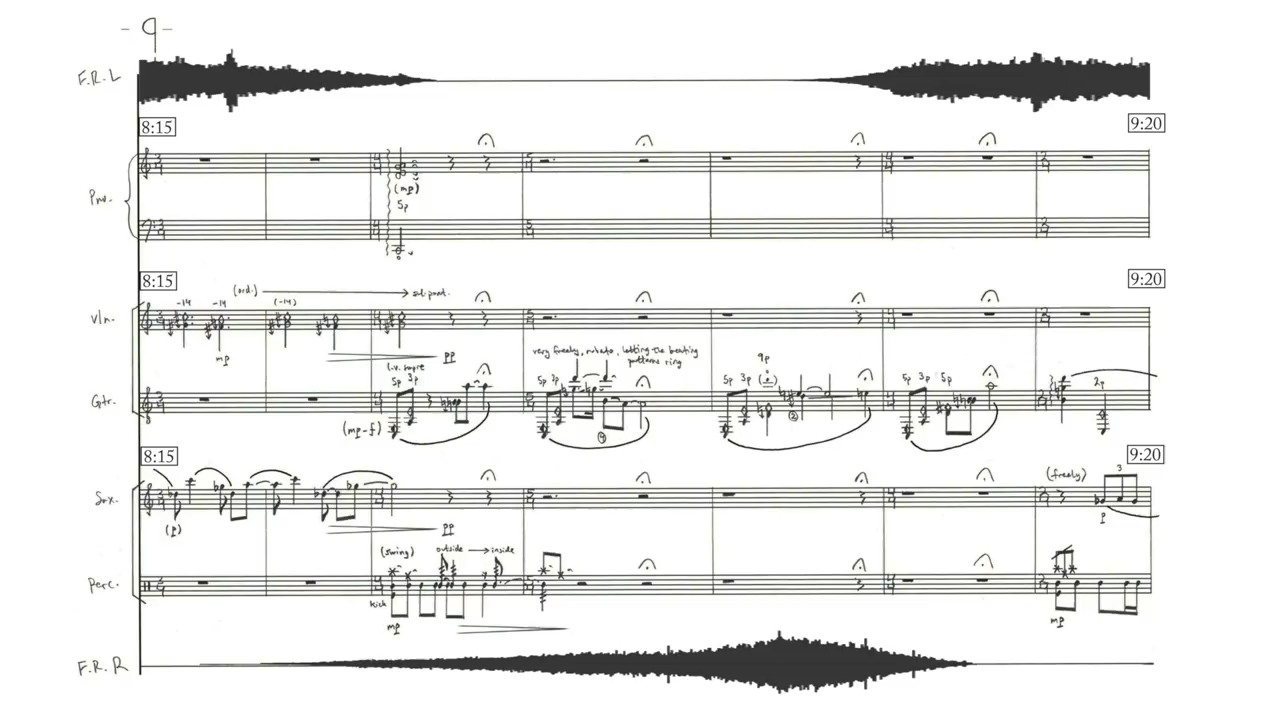 - 9 -
F.R.L
8:15 9:20
Pno.
(mp)
5p
8:15 9:20
(ord.) sul pont.
-14 -14 (-14)
Vln.
mp pp
very freely, rubato, letting the beating
patterns ring
l.v. sempre
5p 3p 5p 3p 5p 3p 9p 5p 3p 5p 2p
Gtr.
(mp-f)
8:15 9:20
(freely)
3
Sax.
(p) pp p
(swing) outside inside
Perc.
kick
mp mp
F.R.R